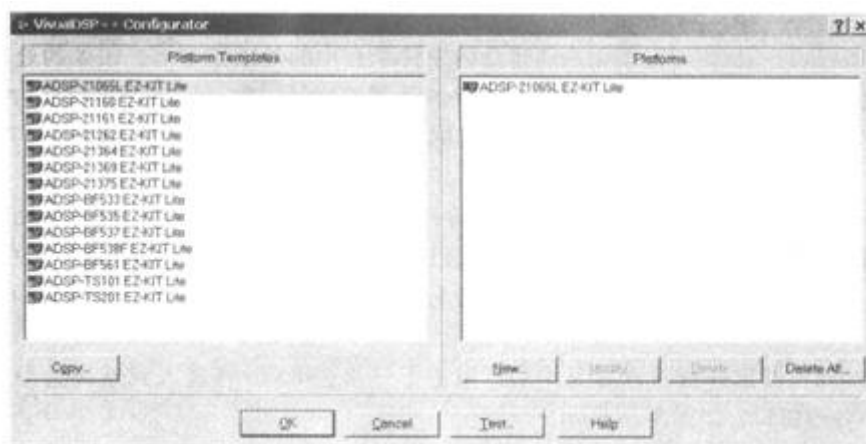 VisualDSP++ Configurator
Platform Templates
ADSP-21065L EZ-KIT Lite
ADSP-21160 EZ-KIT Lite
ADSP-21161 EZ-KIT Lite
ADSP-21262 EZ-KIT Lite
ADSP-21364 EZ-KIT Lite
ADSP-21369 EZ-KIT Lite
ADSP-21375 EZ-KIT Lite
ADSP-BF533 EZ-KIT Lite
ADSP-BF535 EZ-KIT Lite
ADSP-BF537 EZ-KIT Lite
ADSP-BF538F EZ-KIT Lite
ADSP-BF561 EZ-KIT Lite
ADSP-TS101 EZ-KIT Lite
ADSP-TS201 EZ-KIT Lite
Copy...
Platforms
ADSP-21065L EZ-KIT Lite
New...
Modify...
Delete
Delete All...
OK
Cancel
Test...
Help